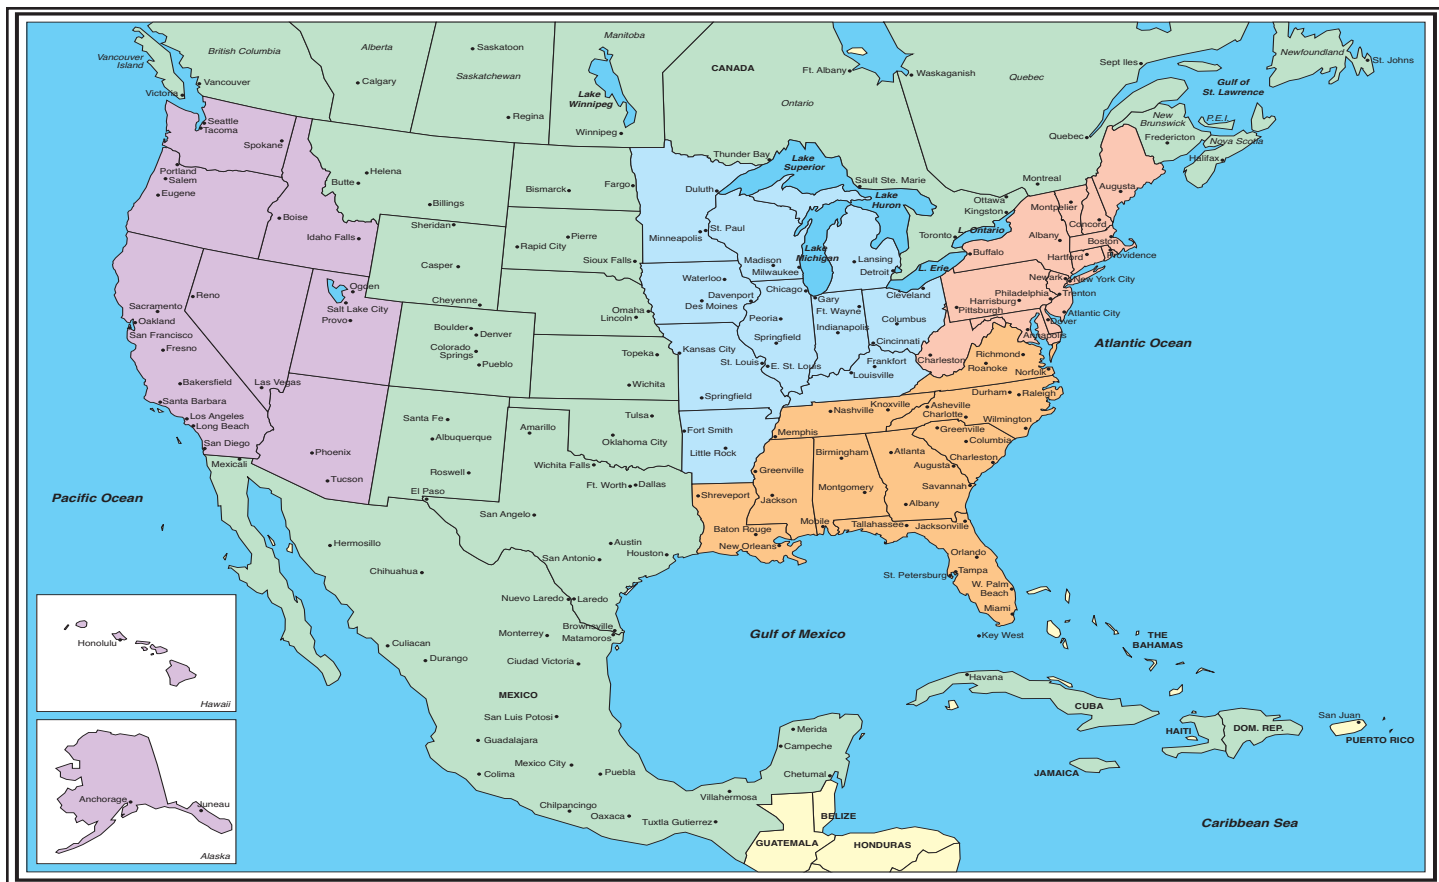 Vancouver
Island
British Columbia
Alberta
Saskatoon
Saskatchewan
Manitoba
CANADA
Ft. Albany
Waskaganish
Quebec
Sept Iles
Newfoundland
St. Johns
Vancouver
Calgary
Lake
Winnipeg
Ontario
Gulf of
St. Lawrence
Victoria
Regina
Winnipeg
New
Brunswick
P.E.I.
Seattle
Tacoma
Spokane
Quebec
Fredericton
Nova Scotia
Thunder Bay
Lake
Superior
Halifax
Portland
Salem
Eugene
Helena
Butte
Bismarck
Fargo
Duluth
Sault Ste. Marie
Lake
Huron
Montreal
Augusta
Billings
Ottawa
Kingston
Montpelier
Boise
Sheridan
Concord
Idaho Falls
Rapid City
Pierre
Minneapolis
St. Paul
Toronto
L. Ontario
Albany
Boston
Sioux Falls
Lake
Michigan
Lansing
Detroit
Buffalo
Hartford
Providence
Casper
Madison
Milwaukee
L. Erie
Newark
New York City
Reno
Ogden
Waterloo
Chicago
Gary
Cleveland
Philadelphia
Trenton
Sacramento
Salt Lake City
Provo
Cheyenne
Davenport
Des Moines
Ft. Wayne
Harrisburg
Pittsburgh
Oakland
San Francisco
Omaha
Lincoln
Peoria
Indianapolis
Columbus
Atlantic City
Dover
Annapolis
Fresno
Boulder
Denver
Springfield
Cincinnati
Atlantic Ocean
Colorado
Springs
Pueblo
Topeka
Kansas City
St. Louis
E. St. Louis
Frankfort
Louisville
Charleston
Richmond
Roanoke
Norfolk
Bakersfield
Las Vegas
Wichita
Springfield
Santa Barbara
Knoxville
Nashville
Durham
Raleigh
Asheville
Charlotte
Los Angeles
Long Beach
Santa Fe
Amarillo
Tulsa
Wilmington
San Diego
Mexicali
Albuquerque
Oklahoma City
Fort Smith
Memphis
Greenville
Columbia
Phoenix
Little Rock
Birmingham
Atlanta
Charleston
Tucson
Roswell
Wichita Falls
Greenville
Augusta
Pacific Ocean
El Paso
Ft. Worth
Dallas
Shreveport
Jackson
Montgomery
Savannah
Albany
San Angelo
Mobile
Tallahassee
Jacksonville
Hermosillo
Austin
Baton Rouge
New Orleans
San Antonio
Houston
Orlando
Chihuahua
St. Petersburg
Tampa
W. Palm
Beach
Nuevo Laredo
Laredo
Miami
Honolulu
Culiacan
Monterrey
Brownsville
Matamoros
Gulf of Mexico
Key West
THE
BAHAMAS
Durango
Ciudad Victoria
Havana
Hawaii
MEXICO
CUBA
San Luis Potosi
Merida
HAITI
DOM. REP.
San Juan
PUERTO RICO
Guadalajara
Campeche
Colima
Mexico City
Puebla
Chetumal
JAMAICA
Anchorage
Juneau
Villahermosa
Chilpancingo
Oaxaca
Tuxtla Gutierrez
BELIZE
Caribbean Sea
GUATEMALA
HONDURAS
Alaska